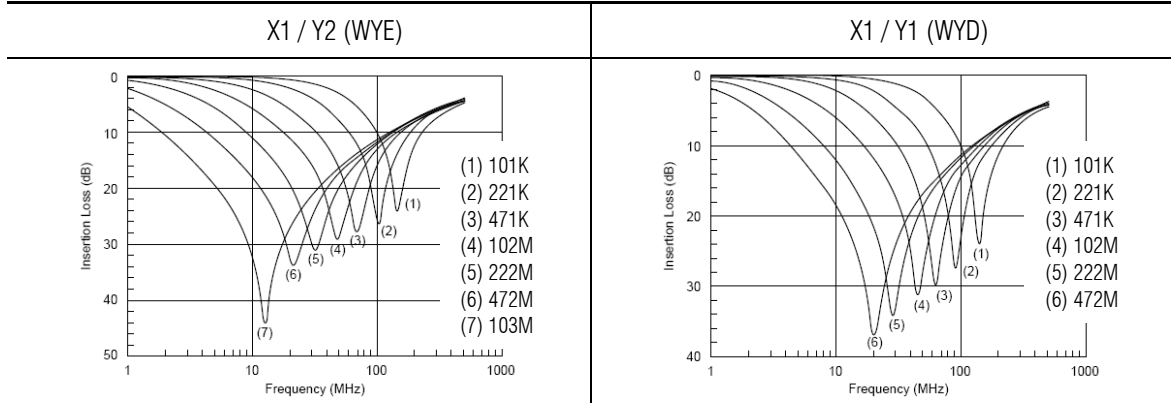 X1 / Y2 (WYE)
0
10
20
30
40
50
Insertion Loss (dB)
1
10
100
1000
Frequency (MHz)
(1)
(2)
(3)
(4)
(5)
(6)
(7)
(1) 101K
(2) 221K
(3) 471K
(4) 102M
(5) 222M
(6) 472M
(7) 103M
X1 / Y1 (WYD)
0
10
20
30
40
Insertion Loss (dB)
1
10
100
1000
Frequency (MHz)
(1)
(2)
(3)
(4)
(5)
(6)
(1) 101K
(2) 221K
(3) 471K
(4) 102M
(5) 222M
(6) 472M